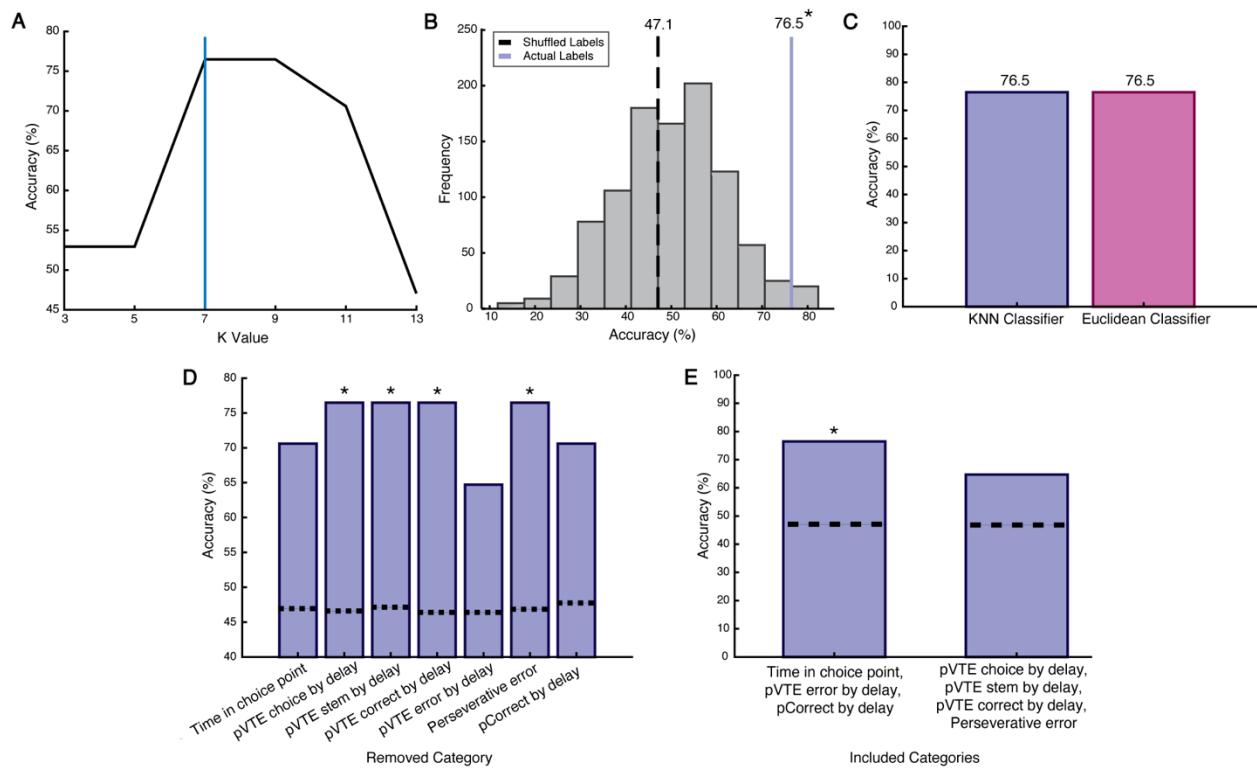 A
80
75
70
65
60
55
50
45
Accuracy (%)
3 5 7 9 11 13
K Value
B
47.1
76.5*
Shuffled Labels
Actual Labels
250
200
150
100
50
0
Frequency
10 20 30 40 50 60 70 80
Accuracy (%)
C
100
90
80
70
60
50
40
30
20
10
0
Accuracy (%)
76.5 76.5
KNN Classifier Euclidean Classifier
D
80
75
70
65
60
55
50
45
40
Accuracy (%)
* * * *
Time in choice point
pVTE choice by delay
pVTE stem by delay
pVTE correct by delay
pVTE error by delay
Perseverative error
pCorrect by delay
Removed Category
E
100
90
80
70
60
50
40
30
20
10
0
Accuracy (%)
*
Time in choice point,
pVTE error by delay,
pCorrect by delay
pVTE choice by delay,
pVTE stem by delay,
pVTE correct by delay,
Perseverative error
Included Categories